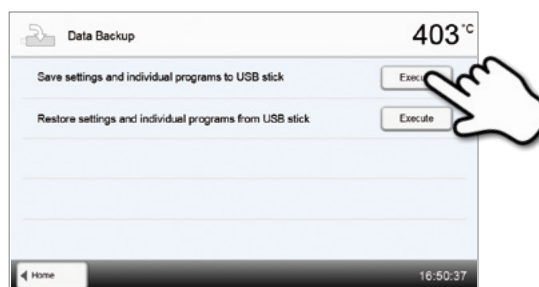 Data Backup
403 °C
Save settings and individual programs to USB stick
Execute
Restore settings and individual programs from USB stick
Execute
Home
16:50:37